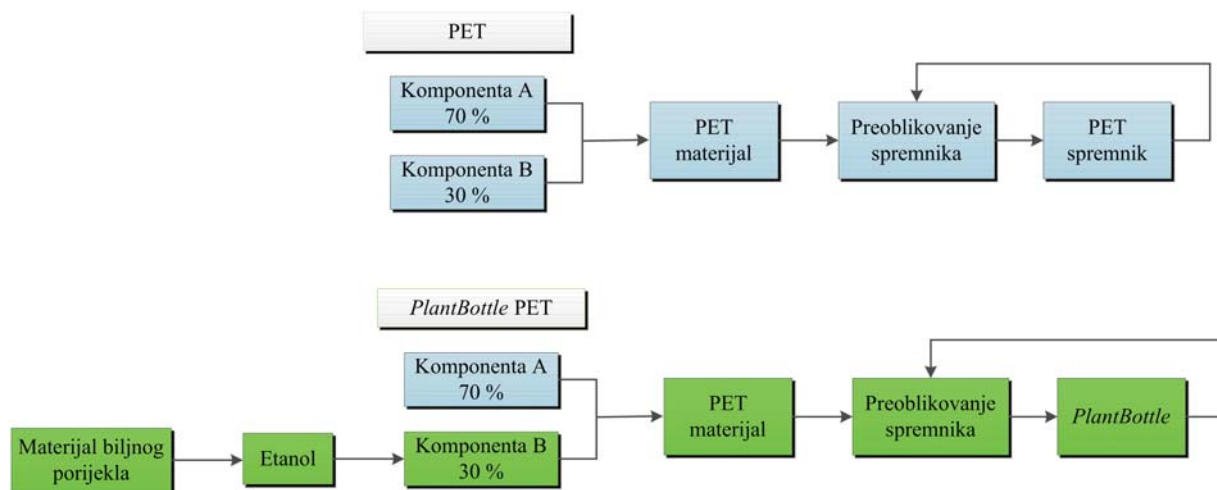 PET
Komponenta A
70 %
Komponenta B
30 %
PET
materijal
Preoblikovanje
spremnika
PET
spremnik
PlantBottle PET
Komponenta A
70 %
Materijal biljnog
porijekla
Etanol
Komponenta B
30 %
PET
materijal
Preoblikovanje
spremnika
PlantBottle